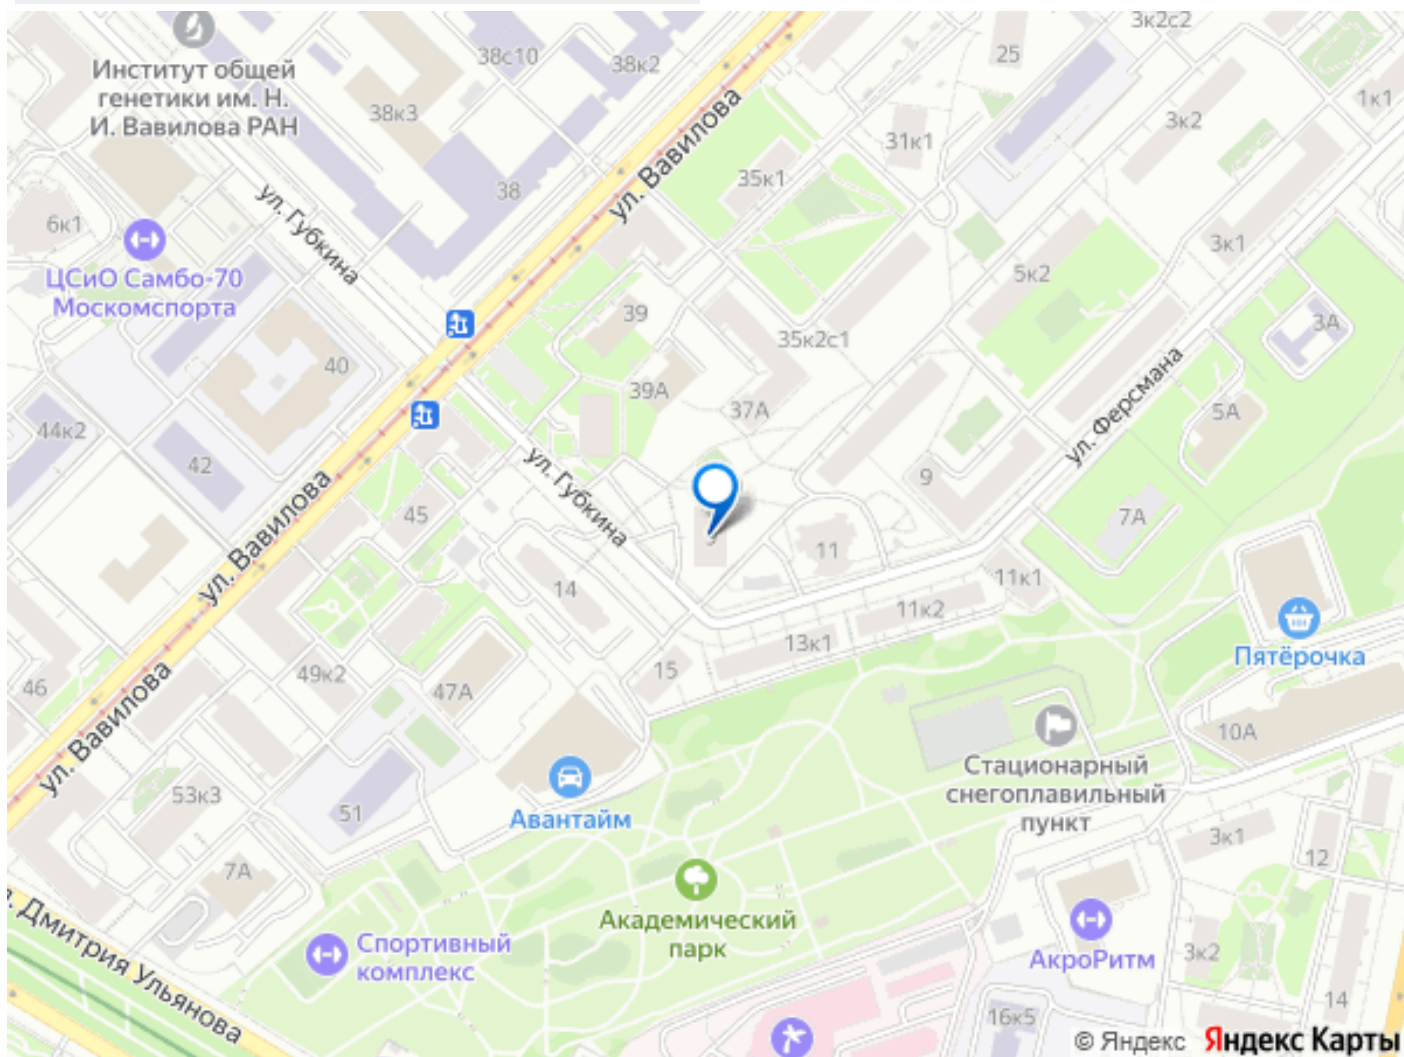 3к2с2
38с10
38к2
25
Институт общей
генетики им. Н.
И. Вавилова РАН
38к3
1к1
3к2
31к1
ул. Вавилова
35к1
38
ул. Губкина
6к1
3к1
ЦСиО Самбо-70
Москомспорта
5к2
39
3А
35к2с1
40
39А
37А
5А
ул. Ферсмана
44к2
42
ул. Губкина
9
45
7А
ул. Вавилова
11
14
11к1
11к2
13к1
Пятёрочка
15
49к2
47А
46
ул. Вавилова
10А
Стационарный
снегоплавильный
пункт
53к3
51
Авантайм
3к1
12
7А
Академический
парк
Дмитрия Ульянова
Спортивный
комплекс
АкроРитм
3к2
14
16к5
© Яндекс Яндекс Карты